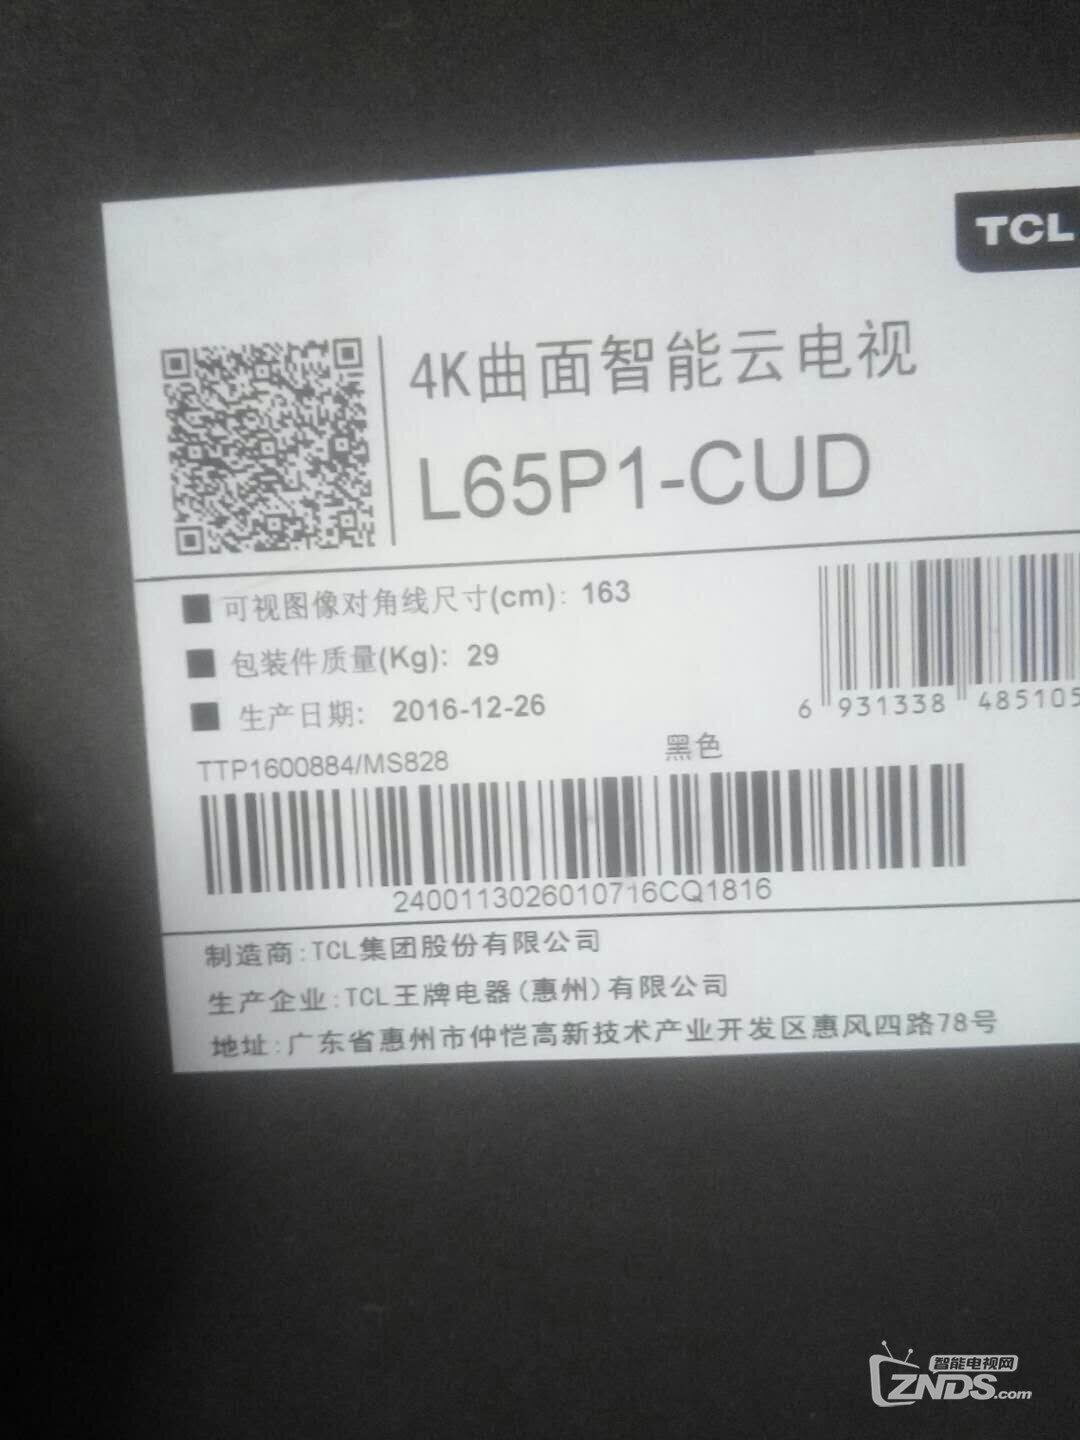 TCL
4K曲面智能云电视
L65P1-CUD
可视图像对角线尺寸(cm): 163
包装件质量(Kg): 29
生产日期: 2016-12-26
6 931338 485105
TTP1600884/MS828 黑色
2400113026010716CQ1816
制造商:TCL集团股份有限公司
生产企业:TCL王牌电器(惠州)有限公司
地址:广东省惠州市仲恺高新技术产业开发区惠风四路78号
智能电视网
ZNDS.com